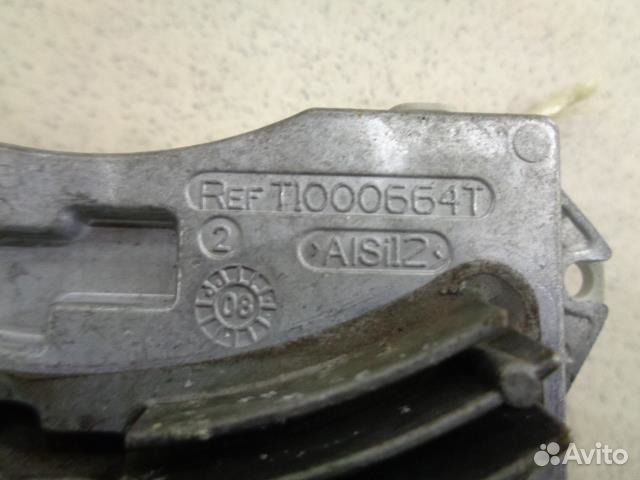 REF T1000664T
2
>AlSi12<
08
Avito